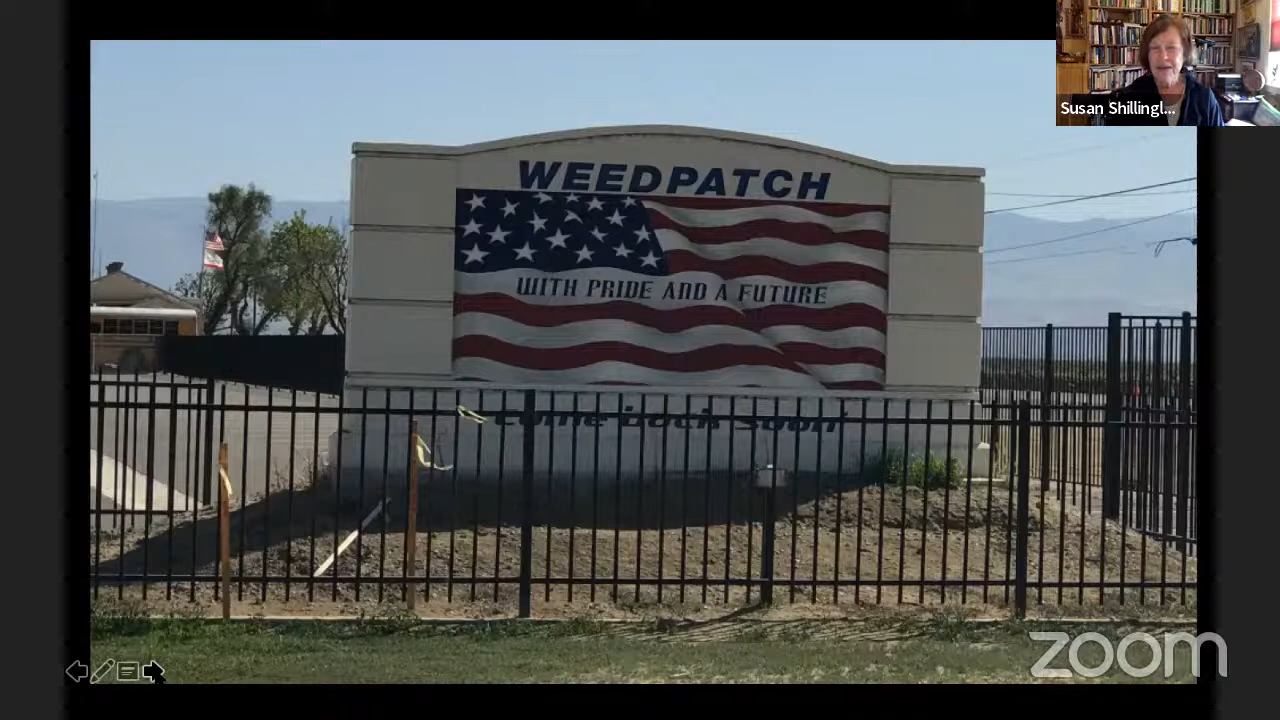 Susan Shillingl...
WEEDPATCH
WITH PRIDE AND A FUTURE
come back soon
zoom